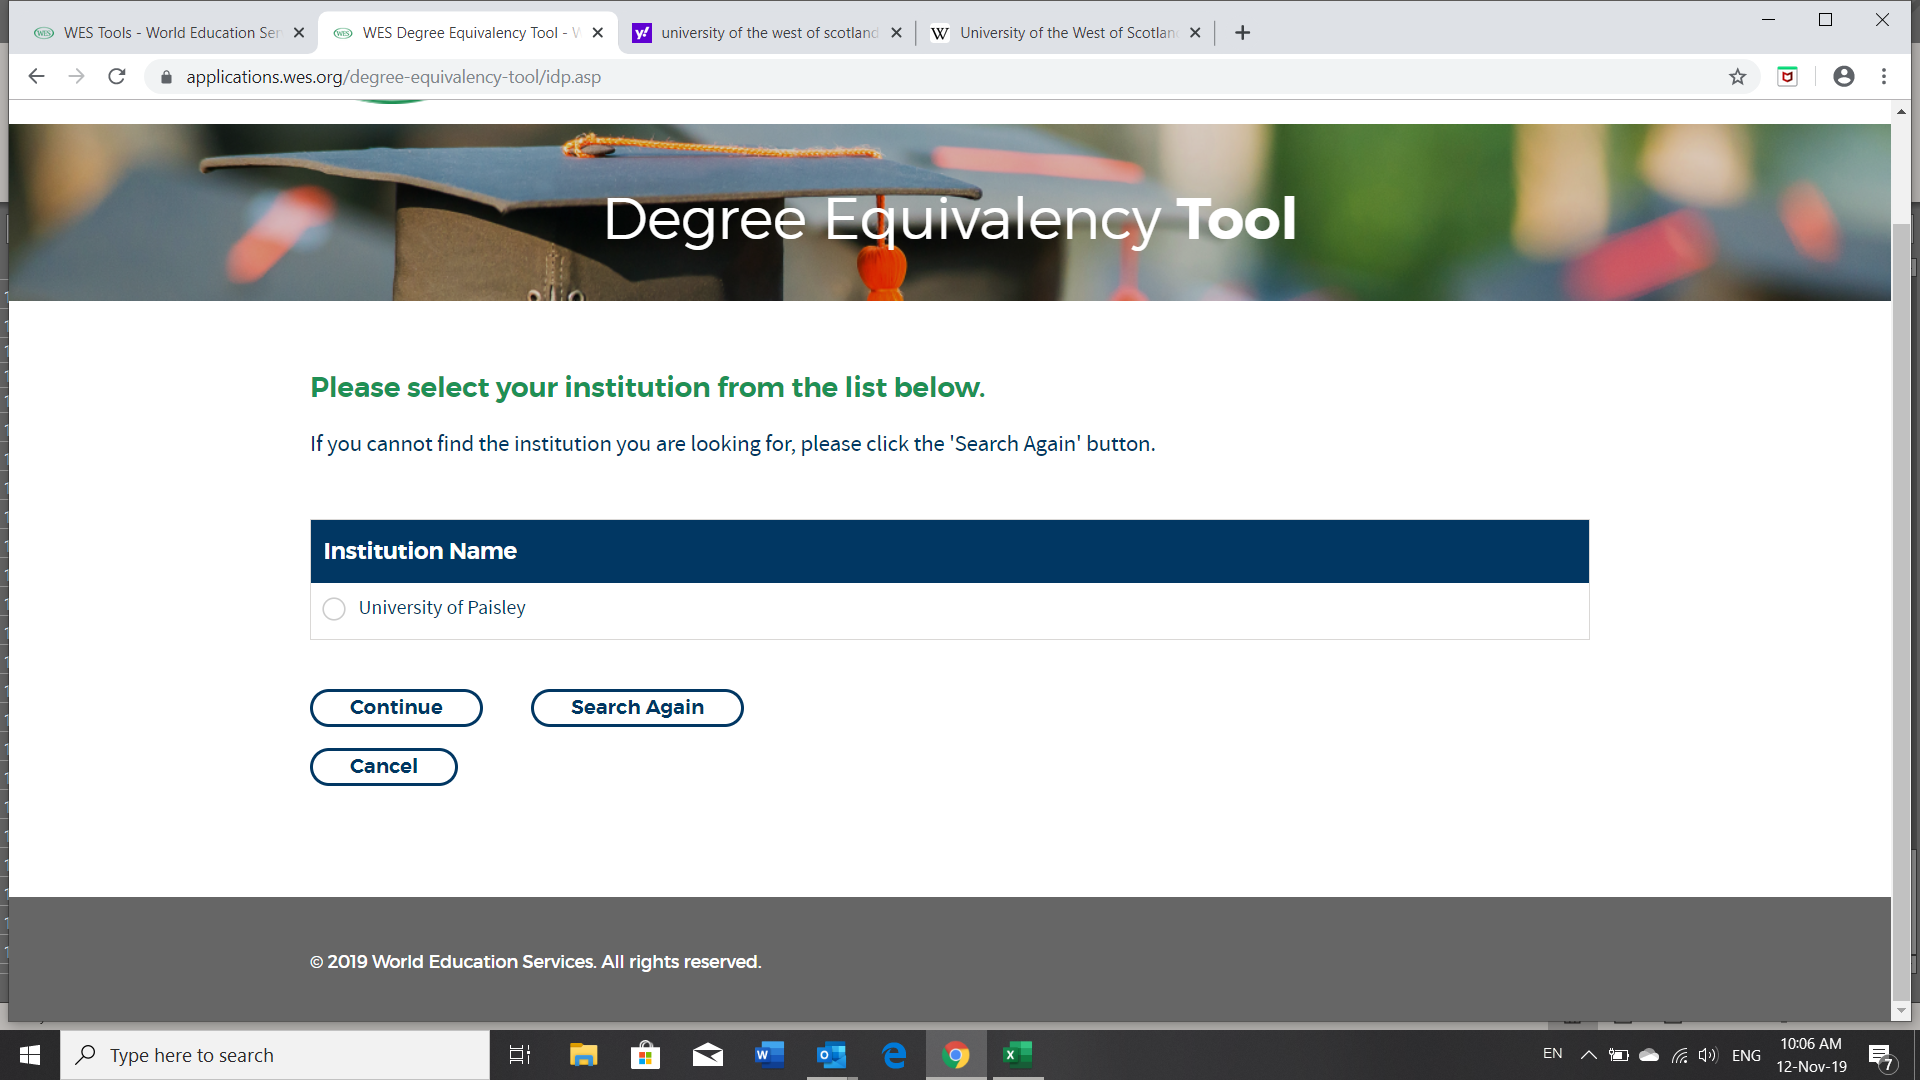 WES Tools - World Education Ser
WES Degree Equivalency Tool - W
university of the west of scotland
University of the West of Scotlan
applications.wes.org/degree-equivalency-tool/idp.asp
Degree Equivalency Tool
Please select your institution from the list below.
If you cannot find the institution you are looking for, please click the 'Search Again' button.
Institution Name
University of Paisley
Continue
Search Again
Cancel
© 2019 World Education Services. All rights reserved.
Type here to search
EN
ENG
10:06 AM
12-Nov-19
7